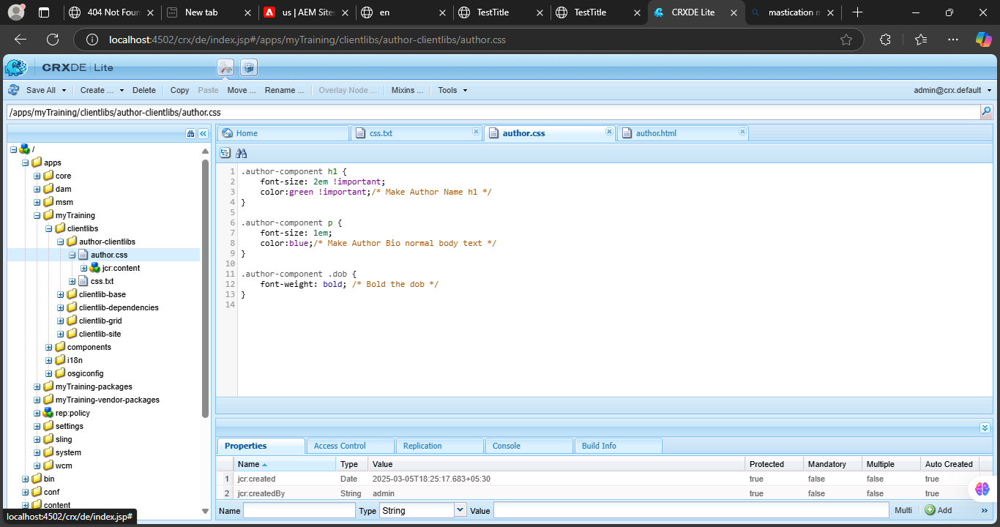 404 Not Foun
New tab
us | AEM Sites
en
TestTitle
TestTitle
CRXDE Lite
mastication m
localhost:4502/crx/de/index.jsp#/apps/myTraining/clientlibs/author-clientlibs/author.css
CRXDE | Lite
Save All
Create ...
Delete
Copy
Paste
Move ...
Rename ...
Overlay Node ...
Mixins ...
Tools
admin@crx.default
/apps/myTraining/clientlibs/author-clientlibs/author.css
/
apps
core
dam
msm
myTraining
clientlibs
author-clientlibs
author.css
jcr:content
css.txt
clientlib-base
clientlib-dependencies
clientlib-grid
clientlib-site
components
i18n
osgiconfig
myTraining-packages
myTraining-vendor-packages
rep:policy
settings
sling
system
wcm
bin
conf
content
localhost:4502/crx/de/index.jsp#
Home
css.txt
author.css
author.html
1 .author-component h1 {
2 font-size: 2em !important;
3 color:green !important;/* Make Author Name h1 */
4 }
5
6 .author-component p {
7 font-size: 1em;
8 color:blue;/* Make Author Bio normal body text */
9 }
10
11 .author-component .dob {
12 font-weight: bold; /* Bold the dob */
13 }
14
Properties
Access Control
Replication
Console
Build Info
Name Type Value Protected Mandatory Multiple Auto Created
1 jcr:created Date 2025-03-05T18:25:17.683+05:30 true false false true
2 jcr:createdBy String admin true false false true
Name Type String Value Multi Add